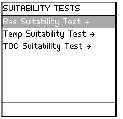 SUITABILITY TESTS
Res Suitability Test →
Temp Suitability Test →
TOC Suitability Test →